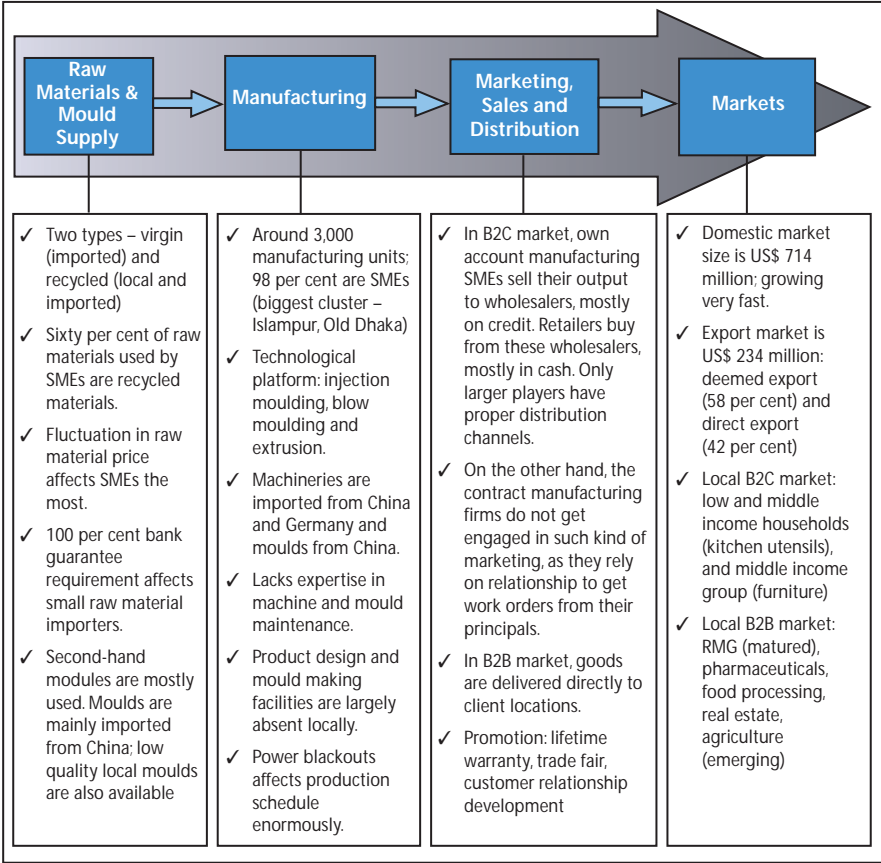 Raw
Materials &
Mould
Supply
Manufacturing
Marketing,
Sales and
Distribution
Markets
✓ Two types – virgin
(imported) and
recycled (local and
imported)
✓ Sixty per cent of raw
materials used by
SMEs are recycled
materials.
✓ Fluctuation in raw
material price
affects SMEs the
most.
✓ 100 per cent bank
guarantee
requirement affects
small raw material
importers.
✓ Second-hand
modules are mostly
used. Moulds are
mainly imported
from China; low
quality local moulds
are also available
✓ Around 3,000
manufacturing units;
98 per cent are SMEs
(biggest cluster –
Islampur, Old Dhaka)
✓ Technological
platform: injection
moulding, blow
moulding and
extrusion.
✓ Machineries are
imported from China
and Germany and
moulds from China.
✓ Lacks expertise in
machine and mould
maintenance.
✓ Product design and
mould making
facilities are largely
absent locally.
✓ Power blackouts
affects production
schedule
enormously.
✓ In B2C market, own
account manufacturing
SMEs sell their output
to wholesalers, mostly
on credit. Retailers buy
from these wholesalers,
mostly in cash. Only
larger players have
proper distribution
channels.
✓ On the other hand, the
contract manufacturing
firms do not get
engaged in such kind of
marketing, as they rely
on relationship to get
work orders from their
principals.
✓ In B2B market, goods
are delivered directly to
client locations.
✓ Promotion: lifetime
warranty, trade fair,
customer relationship
development
✓ Domestic market
size is US$ 714
million; growing
very fast.
✓ Export market is
US$ 234 million:
deemed export
(58 per cent) and
direct export
(42 per cent)
✓ Local B2C market:
low and middle
income households
(kitchen utensils),
and middle income
group (furniture)
✓ Local B2B market:
RMG (matured),
pharmaceuticals,
food processing,
real estate,
agriculture
(emerging)